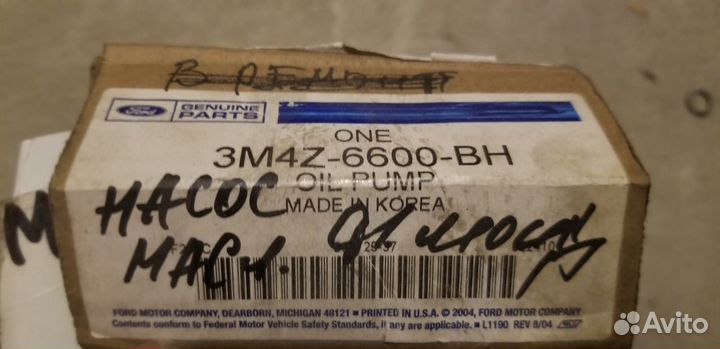 Ford
GENUINE
PARTS
ONE
3M4Z-6600-BH
OIL PUMP
MADE IN KOREA
НАСОС
МАСЛ.
FORD MOTOR COMPANY, DEARBORN, MICHIGAN 48121 ■ PRINTED IN U.S.A. © 2004, FORD MOTOR COMPANY
Contents conform to Federal Motor Vehicle Safety Standards, if any are applicable. ■ L1190 REV 8/04
Avito